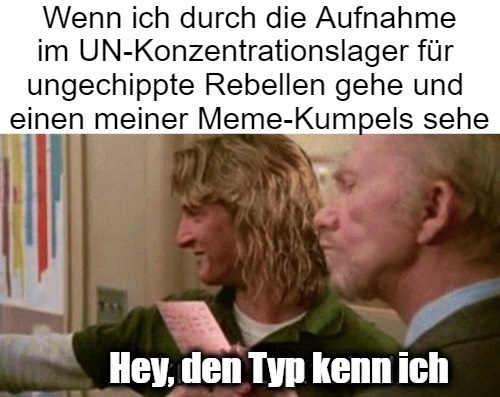 Wenn ich durch die Aufnahme
im UN-Konzentrationslager für
ungechippte Rebellen gehe und
einen meiner Meme-Kumpels sehe
Hey, den Typ kenn ich